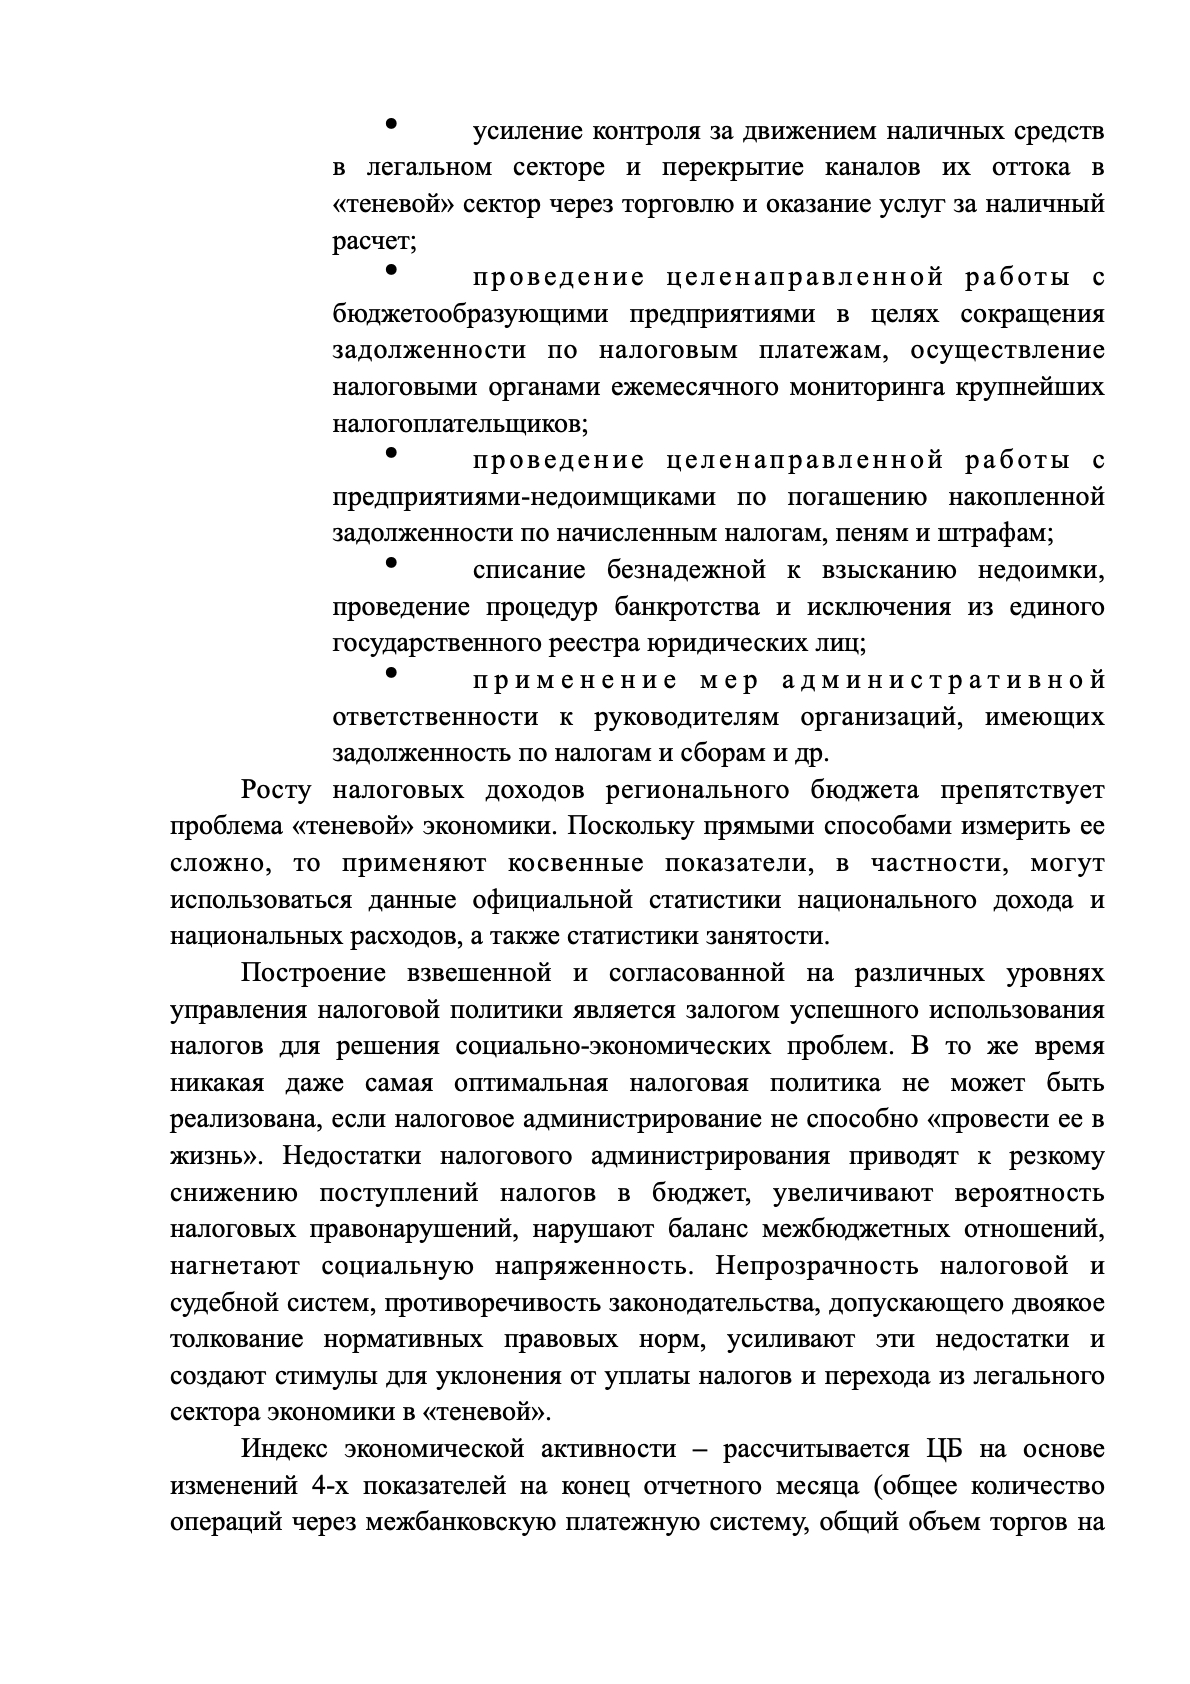 • усиление контроля за движением наличных средств
в легальном секторе и перекрытие каналов их оттока в
«теневой» сектор через торговлю и оказание услуг за наличный
расчет;
• проведение целенаправленной работы с
бюджетообразующими предприятиями в целях сокращения
задолженности по налоговым платежам, осуществление
налоговыми органами ежемесячного мониторинга крупнейших
налогоплательщиков;
• проведение целенаправленной работы с
предприятиями-недоимщиками по погашению накопленной
задолженности по начисленным налогам, пеням и штрафам;
• списание безнадежной к взысканию недоимки,
проведение процедур банкротства и исключения из единого
государственного реестра юридических лиц;
• применение мер административной
ответственности к руководителям организаций, имеющих
задолженность по налогам и сборам и др.
Росту налоговых доходов регионального бюджета препятствует
проблема «теневой» экономики. Поскольку прямыми способами измерить ее
сложно, то применяют косвенные показатели, в частности, могут
использоваться данные официальной статистики национального дохода и
национальных расходов, а также статистики занятости.
Построение взвешенной и согласованной на различных уровнях
управления налоговой политики является залогом успешного использования
налогов для решения социально-экономических проблем. В то же время
никакая даже самая оптимальная налоговая политика не может быть
реализована, если налоговое администрирование не способно «провести ее в
жизнь». Недостатки налогового администрирования приводят к резкому
снижению поступлений налогов в бюджет, увеличивают вероятность
налоговых правонарушений, нарушают баланс межбюджетных отношений,
нагнетают социальную напряженность. Непрозрачность налоговой и
судебной систем, противоречивость законодательства, допускающего двоякое
толкование нормативных правовых норм, усиливают эти недостатки и
создают стимулы для уклонения от уплаты налогов и перехода из легального
сектора экономики в «теневой».
Индекс экономической активности – рассчитывается ЦБ на основе
изменений 4-х показателей на конец отчетного месяца (общее количество
операций через межбанковскую платежную систему, общий объем торгов на